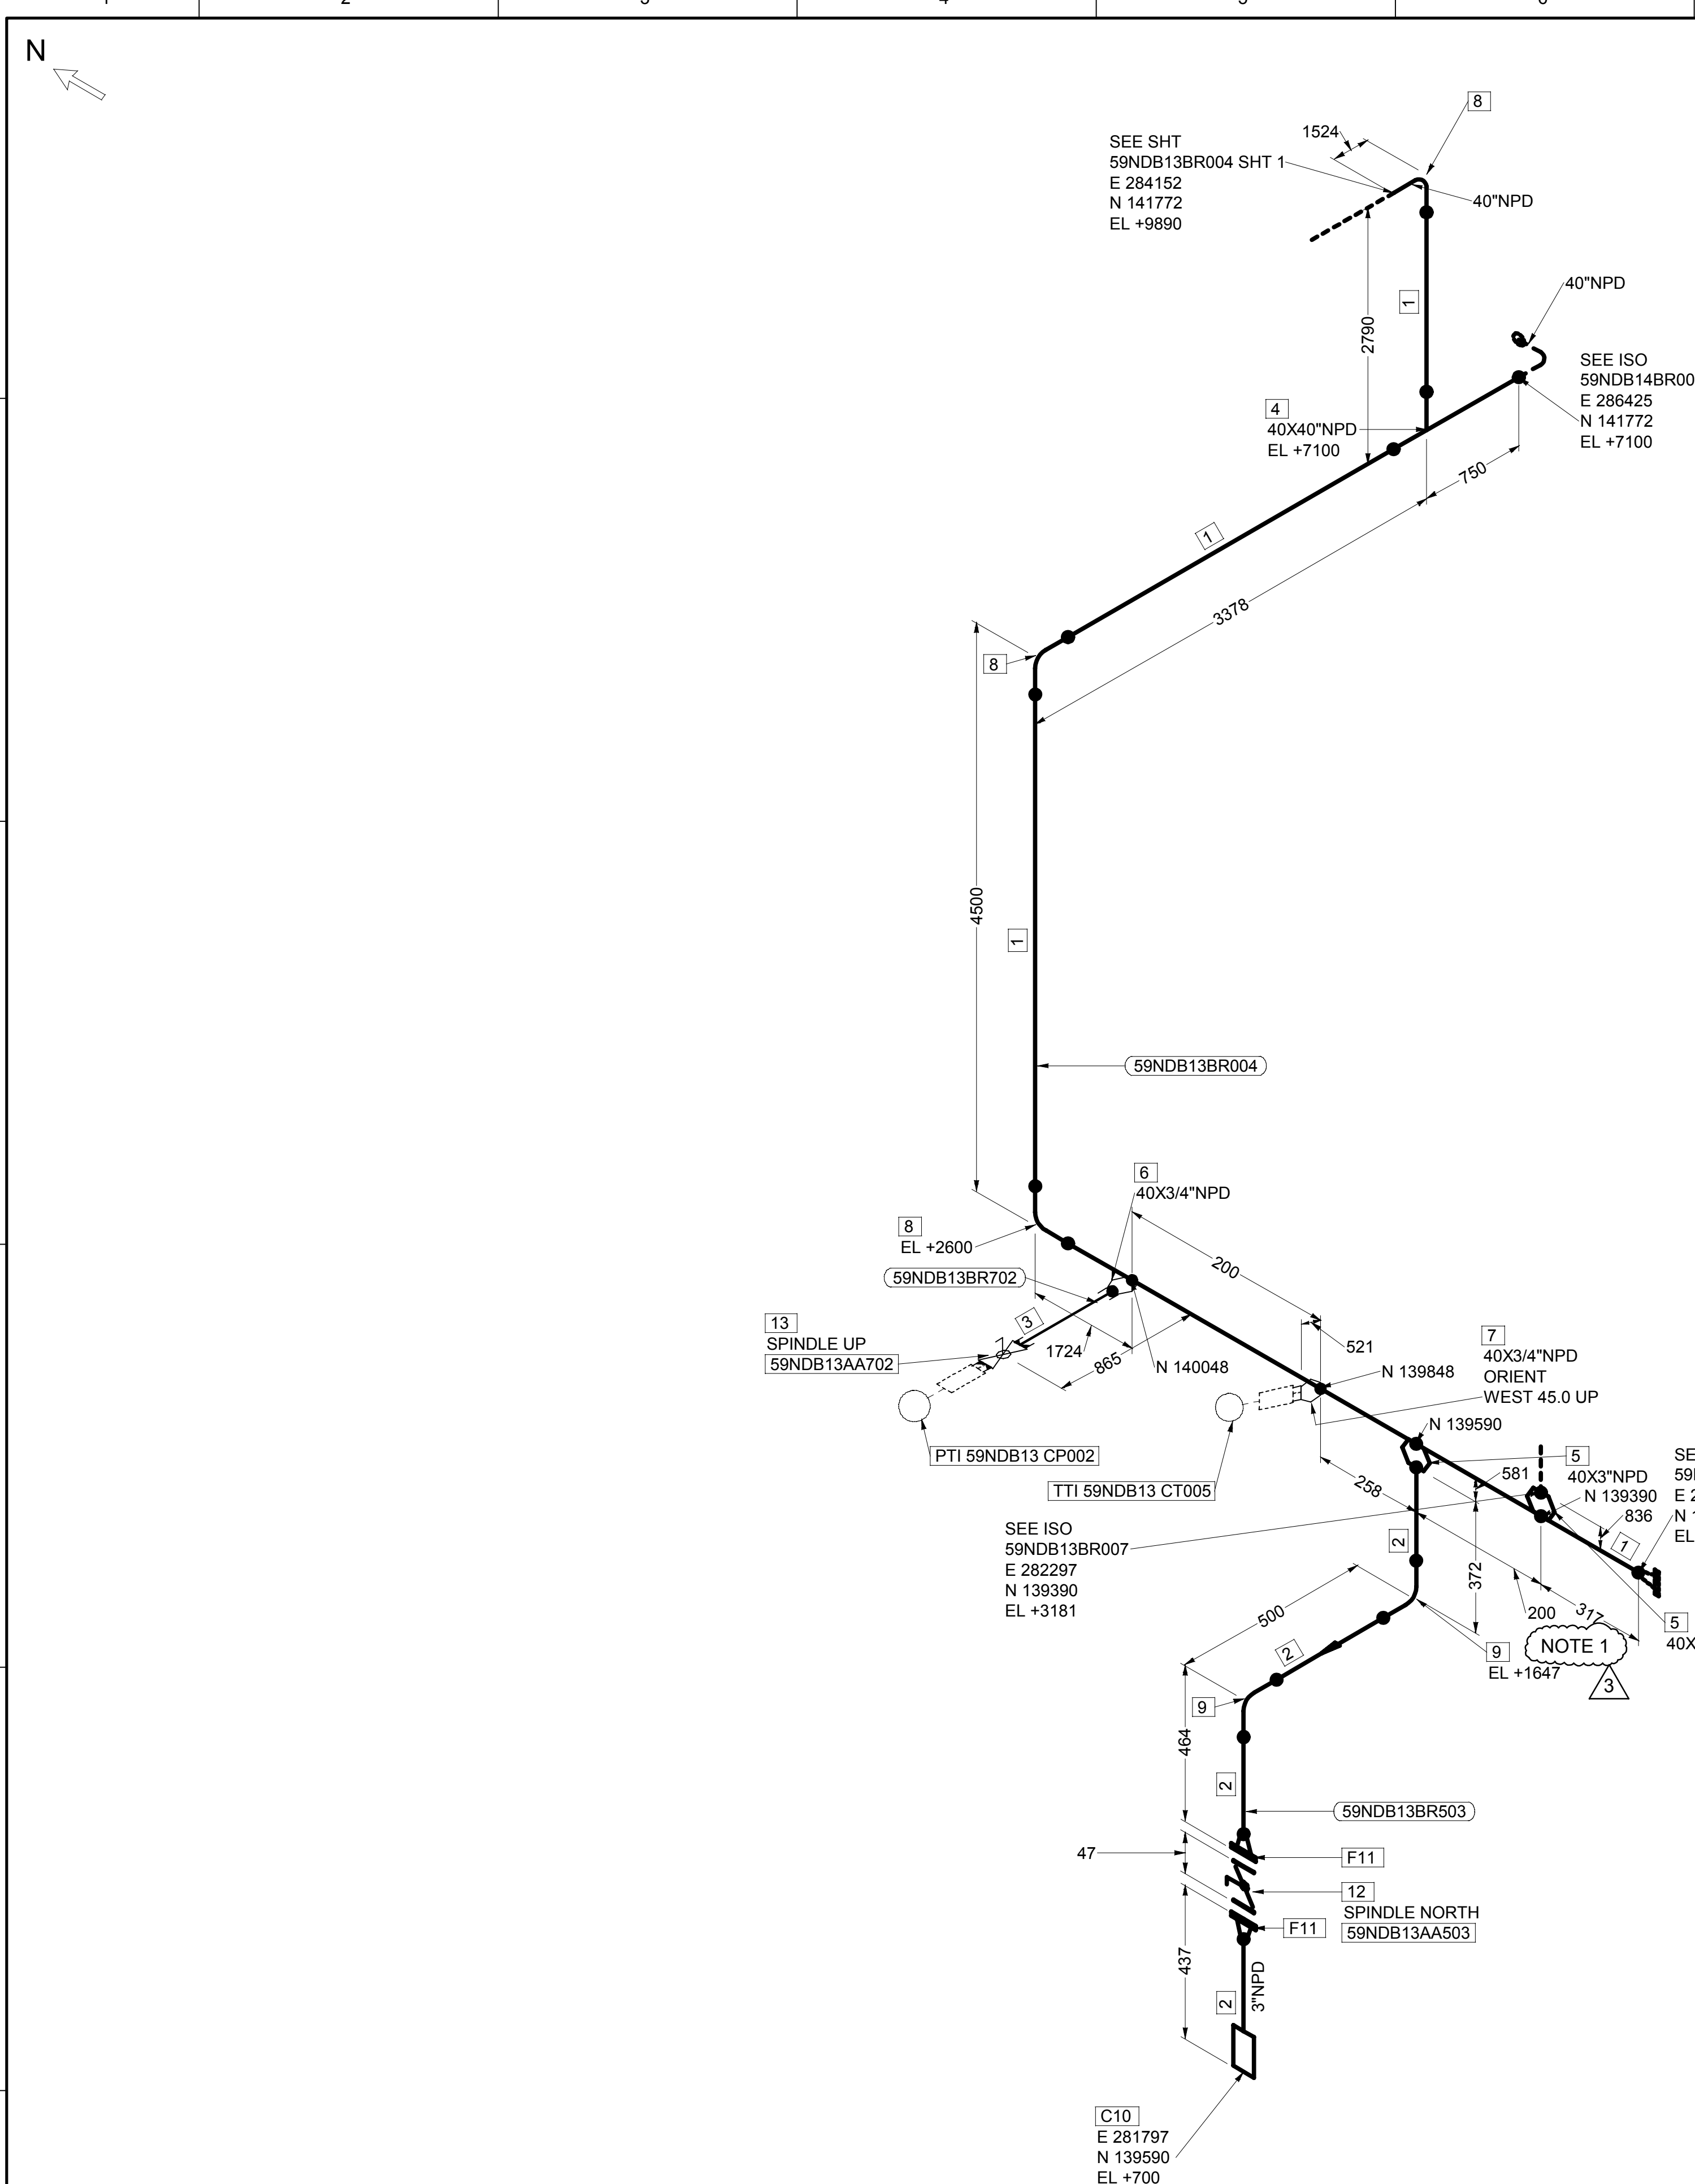 N
8
1524
SEE SHT
59NDB13BR004 SHT 1
E 284152
N 141772
EL +9890
40"NPD
40"NPD
1
2790
SEE ISO
59NDB14BR00
E 286425
N 141772
EL +7100
4
40X40"NPD
EL +7100
750
1
3378
8
4500
1
59NDB13BR004
6
40X3/4"NPD
8
EL +2600
200
59NDB13BR702
3
13
SPINDLE UP
59NDB13AA702
1724
865
N 140048
521
7
40X3/4"NPD
ORIENT
WEST 45.0 UP
N 139848
N 139590
PTI 59NDB13 CP002
TTI 59NDB13 CT005
258
581
5
40X3"NPD
N 139390
836
SE
E 2
EL
1
SEE ISO
59NDB13BR007
E 282297
N 139390
EL +3181
2
372
200
317
500
NOTE 1
3
5
40X
9
EL +1647
2
9
464
2
59NDB13BR503
47
F11
12
SPINDLE NORTH
59NDB13AA503
F11
437
2
3"NPD
C10
E 281797
N 139590
EL +700